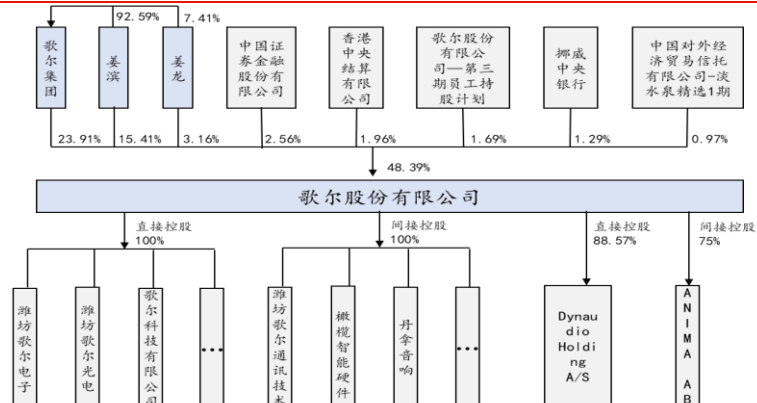 92.59%
7.41%
歌尔集团
姜滨
姜龙
中国证
券金融
股份有
限公司
香港
中央
结算
有限
公司
歌尔股份
有限公
司—第三
期员工持
股计划
挪威
中央
银行
中国对外经
济贸易信托
有限公司-淡
水泉精选1期
23.91%
15.41%
3.16%
2.56%
1.96%
1.69%
1.29%
0.97%
48.39%
歌尔股份有限公司
直接控股
100%
间接控股
100%
直接控股
88.57%
间接控股
75%
潍坊歌尔电子
潍坊歌尔光电
歌尔科技有限公司
...
潍坊歌尔通讯技术
橄榄智能硬件
丹拿音响
...
Dynau
dio
Holdi
ng
A/S
ANIMA AB